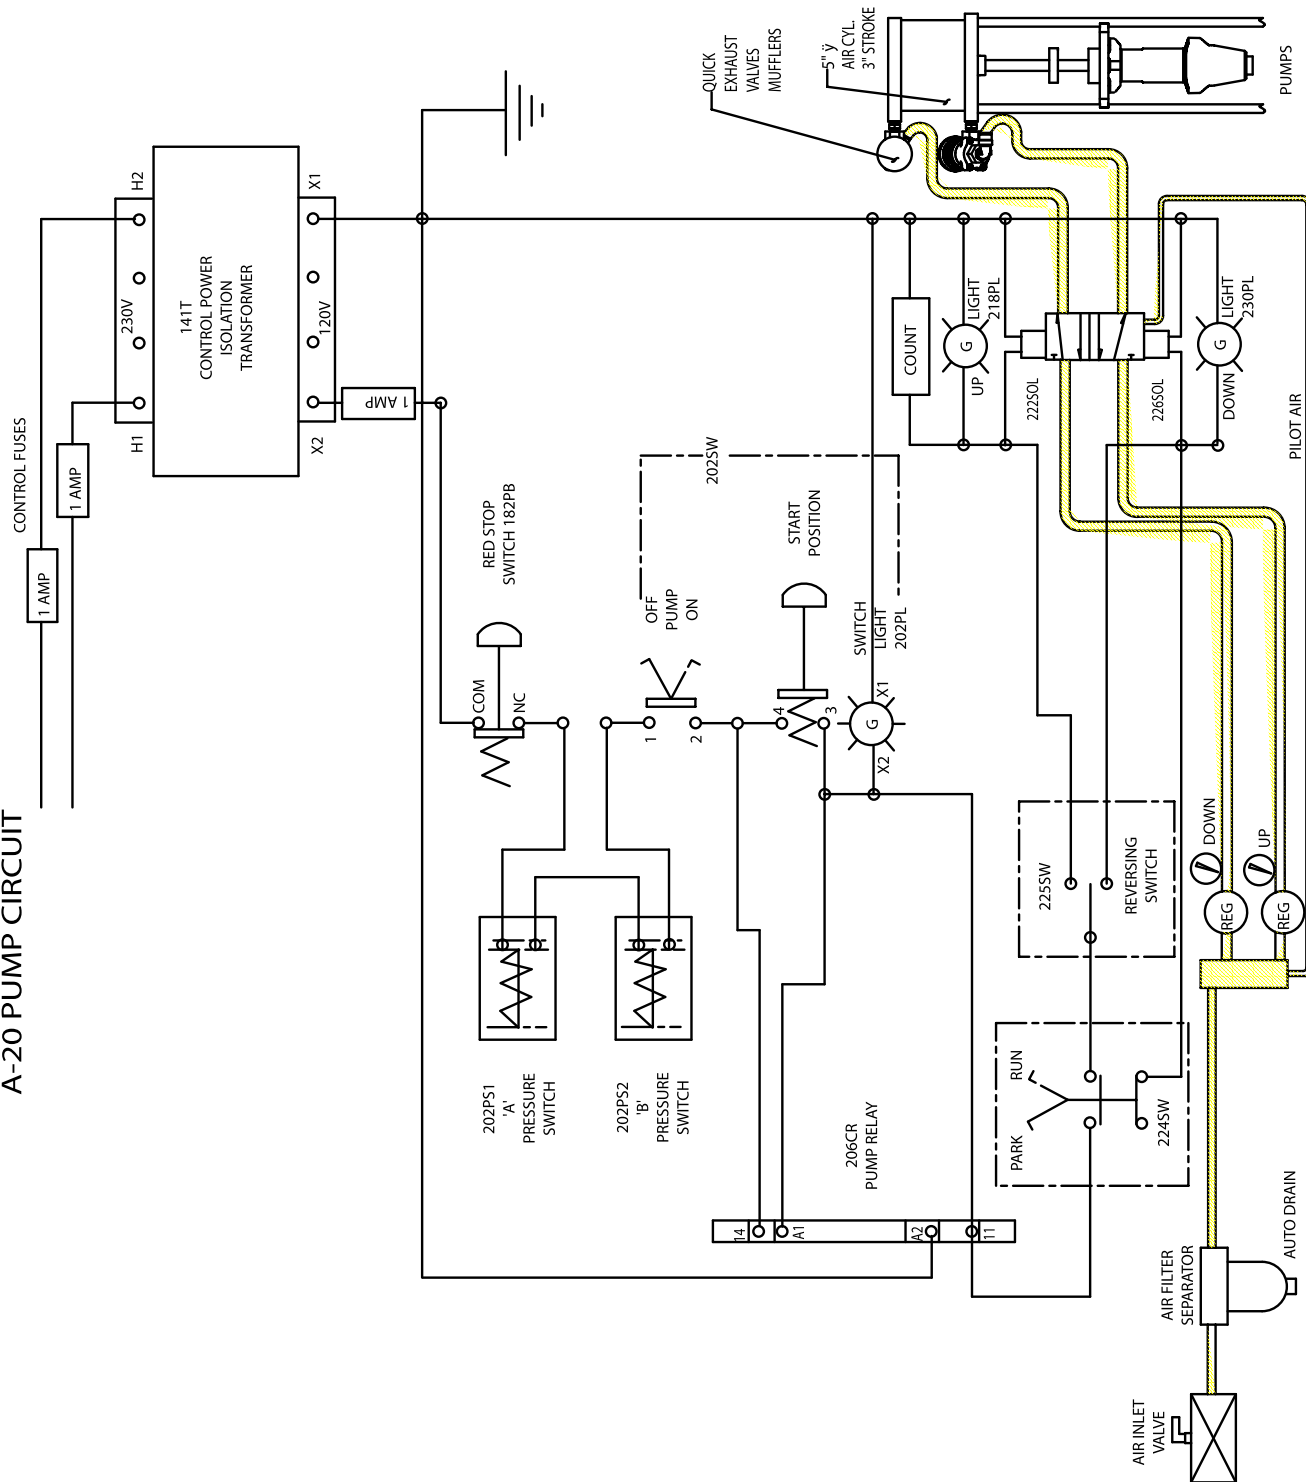 A-20 PUMP CIRCUIT
CONTROL FUSES
1 AMP
1 AMP
H1
H2
230V
141T
CONTROL POWER
ISOLATION
TRANSFORMER
120V
X2
X1
1 AMP
RED STOP
SWITCH 182PB
COM
NC
202PS1
'A'
PRESSURE
SWITCH
202PS2
'B'
PRESSURE
SWITCH
OFF
PUMP
ON
1
2
202SW
START
POSITION
4
3
SWITCH
LIGHT
202PL
G
X1
X2
206CR
PUMP RELAY
14
A1
A2
11
QUICK
EXHAUST
VALVES
MUFFLERS
5" ÿ
AIR CYL.
3" STROKE
PUMPS
COUNT
LIGHT
218PL
G
UP
222SOL
226SOL
LIGHT
230PL
G
DOWN
PILOT AIR
225SW
REVERSING
SWITCH
PARK
RUN
224SW
DOWN
UP
REG
REG
AIR INLET
VALVE
AIR FILTER
SEPARATOR
AUTO DRAIN